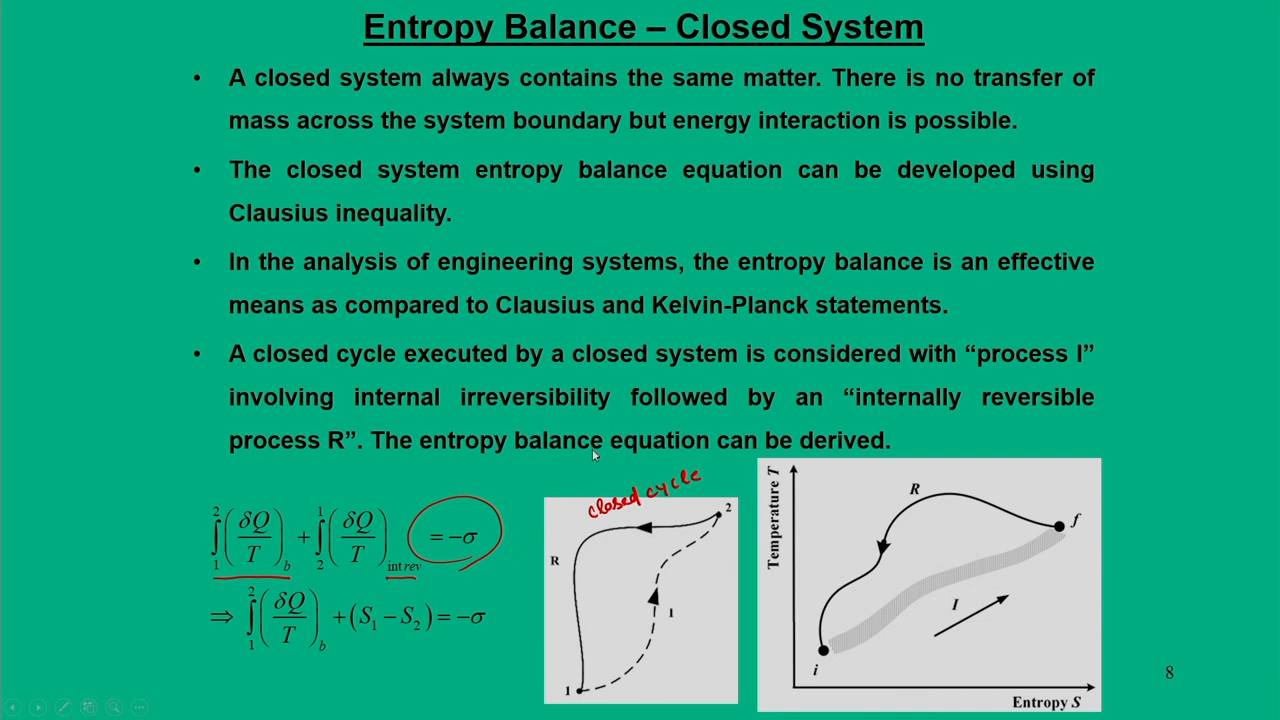 Entropy Balance – Closed System
• A closed system always contains the same matter. There is no transfer of
mass across the system boundary but energy interaction is possible.
• The closed system entropy balance equation can be developed using
Clausius inequality.
• In the analysis of engineering systems, the entropy balance is an effective
means as compared to Clausius and Kelvin-Planck statements.
• A closed cycle executed by a closed system is considered with “process I”
involving internal irreversibility followed by an “internally reversible
process R”. The entropy balance equation can be derived.
∫₁²(δQ/T)_b + ∫₂¹(δQ/T)_int rev = −σ
⇒ ∫₁²(δQ/T)_b + (S₁ − S₂) = −σ
closed cycle
2
R
1
1
Temperature T
R
f
I
i
Entropy S
8